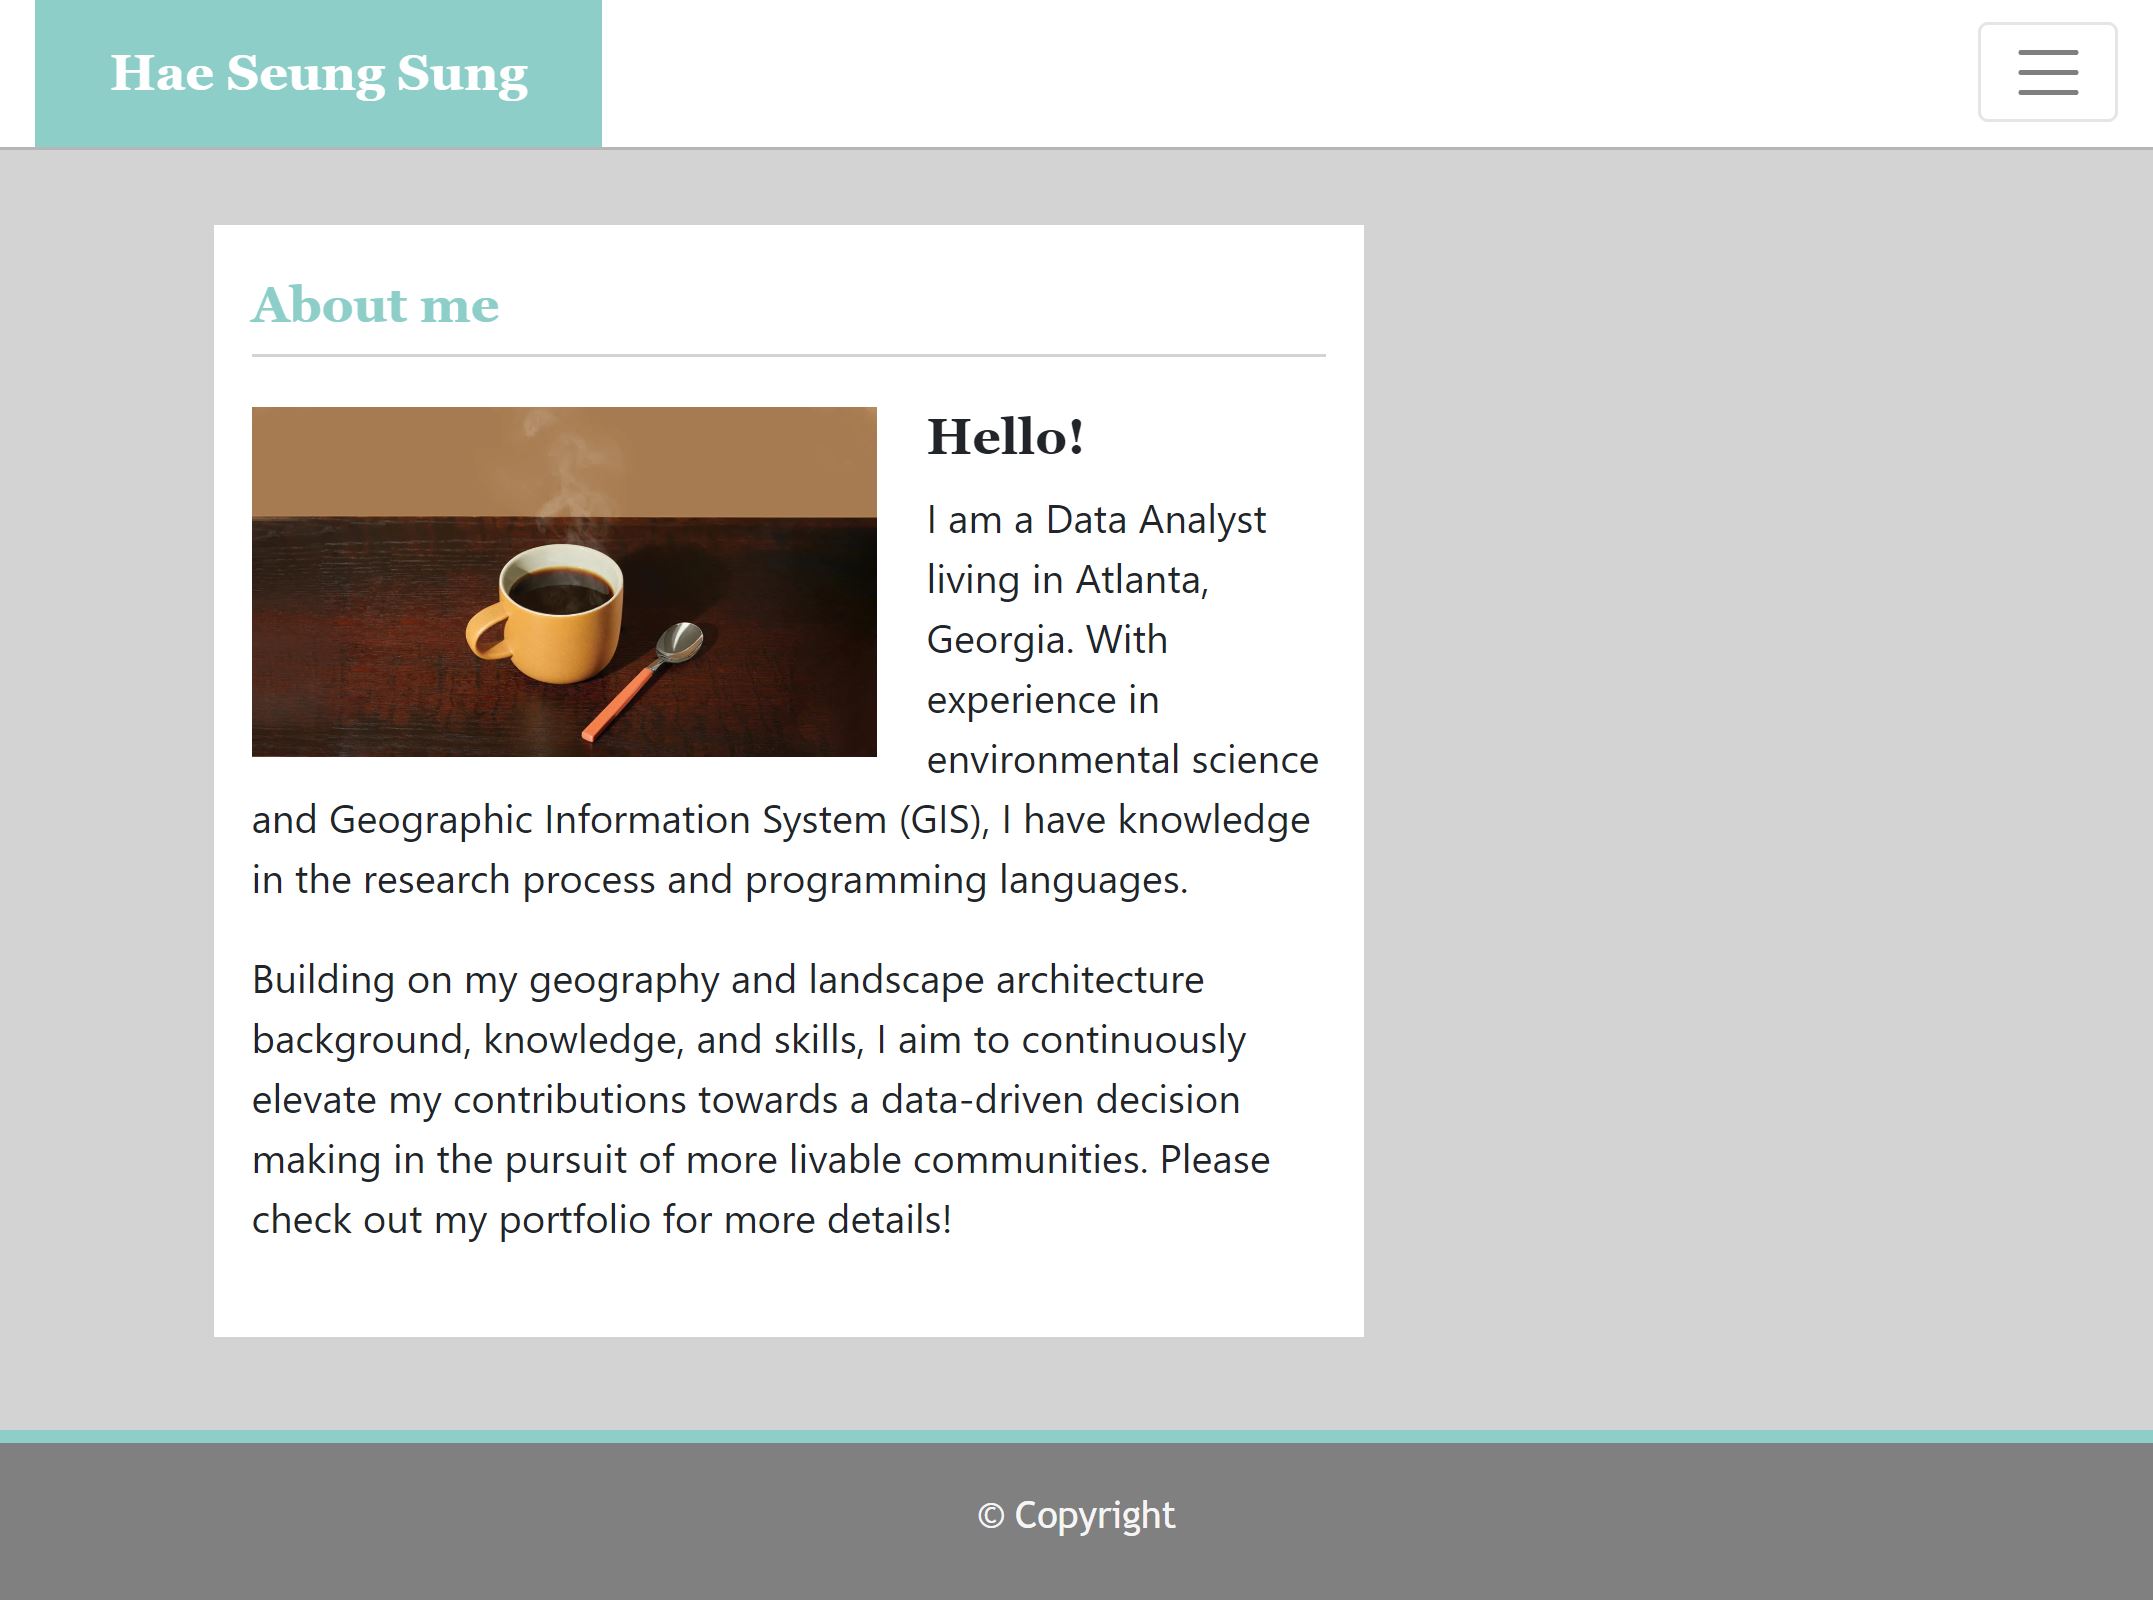 Hae Seung Sung
About me
Hello!
I am a Data Analyst
living in Atlanta,
Georgia. With
experience in
environmental science
and Geographic Information System (GIS), I have knowledge
in the research process and programming languages.
Building on my geography and landscape architecture
background, knowledge, and skills, I aim to continuously
elevate my contributions towards a data-driven decision
making in the pursuit of more livable communities. Please
check out my portfolio for more details!
© Copyright